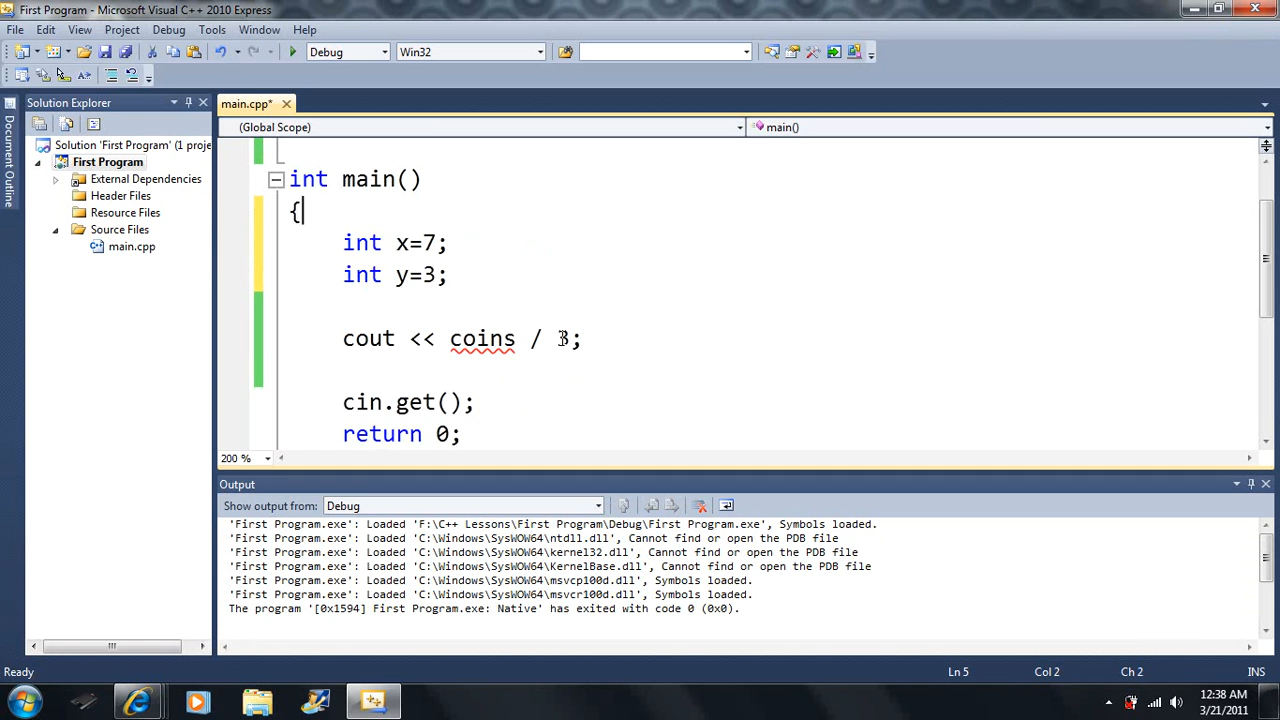 First Program - Microsoft Visual C++ 2010 Express
File Edit View Project Debug Tools Window Help
Debug Win32
Solution Explorer
main.cpp*
Document Outline
(Global Scope) main()
Solution 'First Program' (1 proje
First Program
External Dependencies
Header Files
Resource Files
Source Files
main.cpp
int main()
{
int x=7;
int y=3;
cout << coins / 3;
cin.get();
return 0;
200 %
Output
Show output from: Debug
'First Program.exe': Loaded 'F:\C++ Lessons\First Program\Debug\First Program.exe', Symbols loaded.
'First Program.exe': Loaded 'C:\Windows\SysWOW64\ntdll.dll', Cannot find or open the PDB file
'First Program.exe': Loaded 'C:\Windows\SysWOW64\kernel32.dll', Cannot find or open the PDB file
'First Program.exe': Loaded 'C:\Windows\SysWOW64\KernelBase.dll', Cannot find or open the PDB file
'First Program.exe': Loaded 'C:\Windows\SysWOW64\msvcp100d.dll', Symbols loaded.
'First Program.exe': Loaded 'C:\Windows\SysWOW64\msvcr100d.dll', Symbols loaded.
The program '[0x1594] First Program.exe: Native' has exited with code 0 (0x0).
Ready Ln 5 Col 2 Ch 2 INS
12:38 AM
3/21/2011